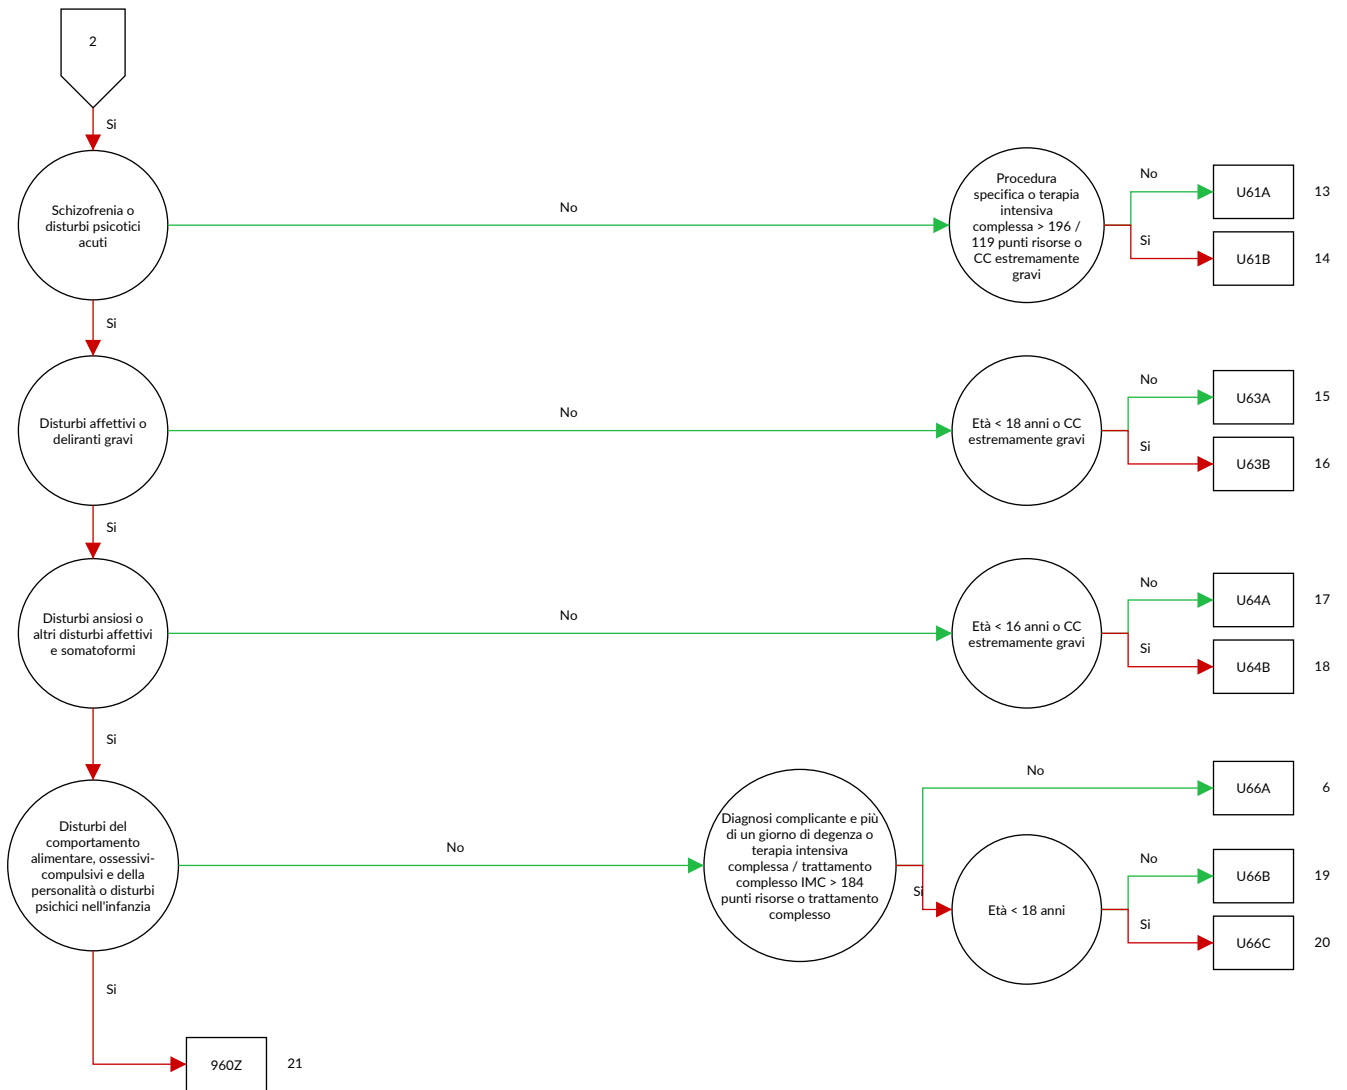 2
Si
Schizofrenia o
disturbi psicotici
acuti
No
Procedura
specifica o terapia
intensiva
complessa > 196 /
119 punti risorse o
CC estremamente
gravi
No
U61A
13
Si
U61B
14
Si
Disturbi affettivi o
deliranti gravi
No
Età < 18 anni o CC
estremamente gravi
No
U63A
15
Si
U63B
16
Si
Disturbi ansiosi o
altri disturbi affettivi
e somatoformi
No
Età < 16 anni o CC
estremamente gravi
No
U64A
17
Si
U64B
18
Si
Disturbi del
comportamento
alimentare, ossessivi-
compulsivi e della
personalità o disturbi
psichici nell'infanzia
No
Diagnosi complicante e più
di un giorno di degenza o
terapia intensiva
complessa / trattamento
complesso IMC > 184
punti risorse o trattamento
complesso
No
U66A
6
Si
Età < 18 anni
No
U66B
19
Si
U66C
20
Si
960Z
21